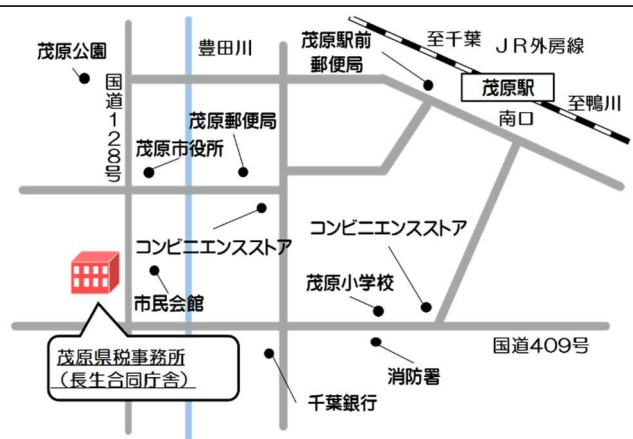 茂原公園
国道128号
豊田川
茂原駅前
郵便局
至千葉
JR外房線
茂原駅
至鴨川
南口
茂原郵便局
茂原市役所
コンビニエンスストア
コンビニエンスストア
市民会館
茂原小学校
茂原県税事務所
（長生合同庁舎）
国道409号
消防署
千葉銀行